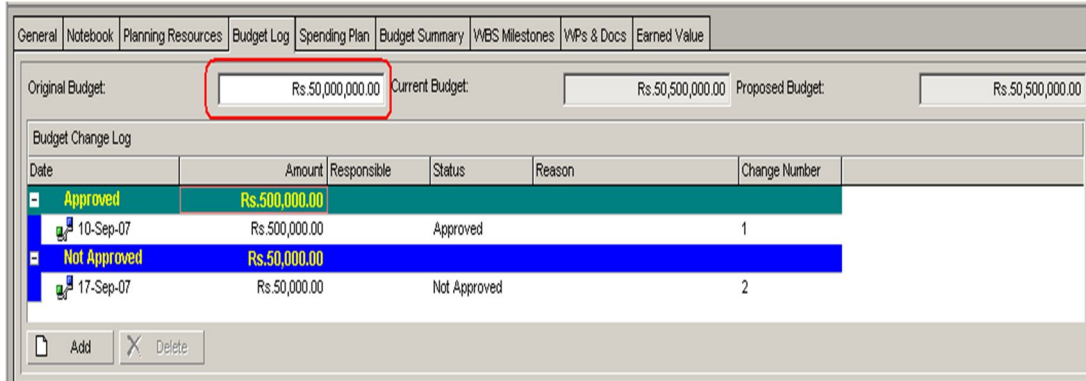 General Notebook Planning Resources Budget Log Spending Plan Budget Summary WBS Milestones WPs & Docs Earned Value
Original Budget: Rs.50,000,000.00 Current Budget: Rs.50,500,000.00 Proposed Budget: Rs.50,500,000.00
Budget Change Log
Date Amount Responsible Status Reason Change Number
Approved Rs.500,000.00
10-Sep-07 Rs.500,000.00 Approved 1
Not Approved Rs.50,000.00
17-Sep-07 Rs.50,000.00 Not Approved 2
Add Delete